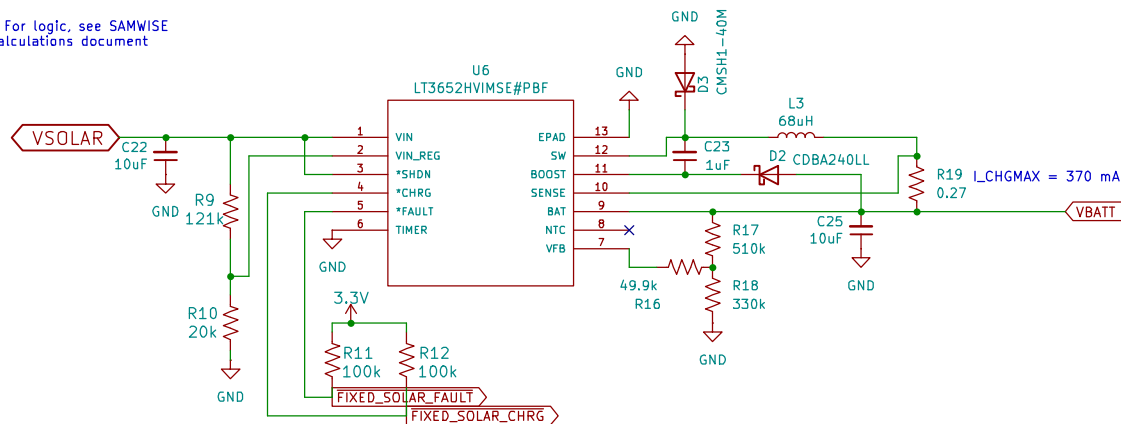 For logic, see SAMWISE
alculations document
GND
CMSH1-40M
D3
U6
LT3652HVIMSE#PBF
GND
L3
68uH
VSOLAR
C22
10uF
GND
1
VIN
2
VIN_REG
3
*SHDN
4
*CHRG
5
*FAULT
6
TIMER
EPAD
13
SW
12
BOOST
11
SENSE
10
BAT
9
NTC
8
VFB
7
C23
1uF
D2
CDBA240LL
R19
0.27
I_CHGMAX = 370 mA
VBATT
R9
121k
GND
R17
510k
C25
10uF
GND
49.9k
R16
R18
330k
GND
R10
20k
GND
3.3V
R11
100k
R12
100k
FIXED_SOLAR_FAULT
FIXED_SOLAR_CHRG